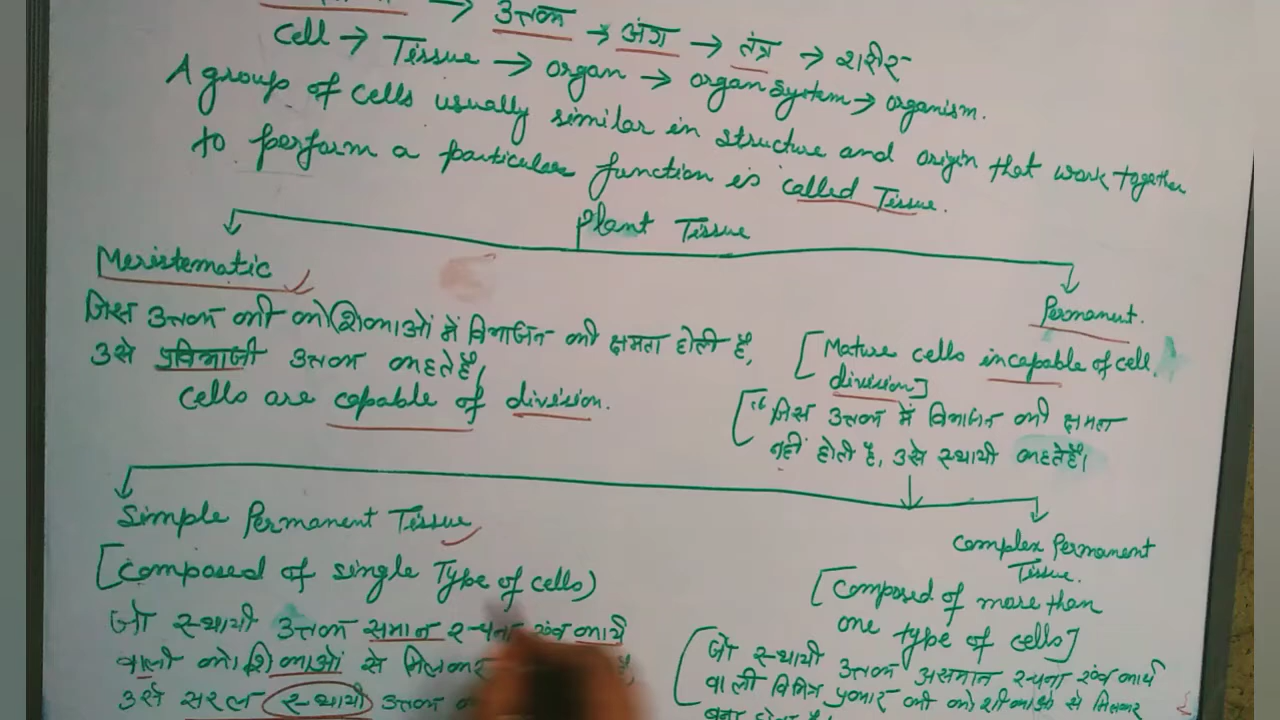 → उत्तक → अंग → तंत्र → शरीर
Cell → Tissue → organ → organ system → organism.
A group of cells usually similar in structure and origin that work together
to perform a particular function is called Tissue.
Plant Tissue
Meristematic
जिस उत्तक की कोशिकाओं में विभाजन की क्षमता होती है,
उसे प्रविभाजी उत्तक कहते हैं।
cells are capable of division.
Permanent.
[Mature cells incapable of cell
division]
["जिस उत्तक में विभाजन की क्षमता
नहीं होती है, उसे स्थायी कहते हैं।
Simple Permanent Tissue
[composed of single Type of cells)
जो स्थायी उत्तक समान रचना एवं कार्य
वाली कोशिकाओं से मिलकर
उसे सरल स्थायी उत्तक
Complex Permanent
Tissue.
[composed of more than
one type of cells]
जो स्थायी उत्तक असमान रचना एवं कार्य
वाली विभिन्न प्रकार की कोशीकाओं से मिलकर